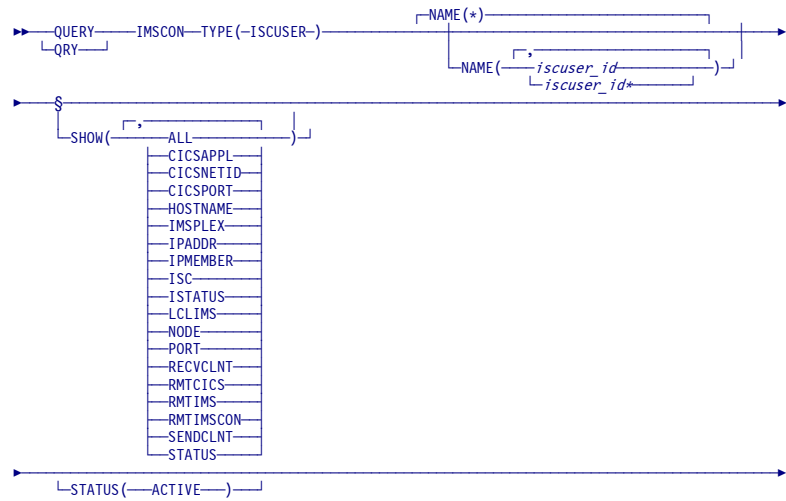 NAME(*)
QUERY IMSCON TYPE( ISCUSER )
QRY ,
NAME( iscuser_id )
iscuser_id*
§
,
SHOW( ALL )
CICSAPPL
CICSNETID
CICSPORT
HOSTNAME
IMSPLEX
IPADDR
IPMEMBER
ISC
ISTATUS
LCLIMS
NODE
PORT
RECVCLNT
RMTCICS
RMTIMS
RMTIMSCON
SENDCLNT
STATUS
STATUS( ACTIVE )